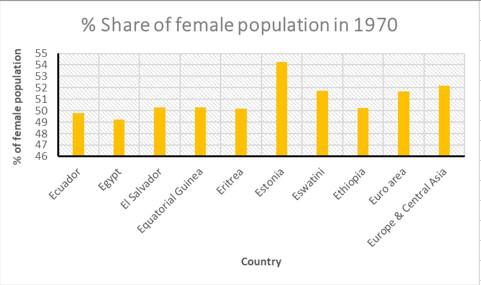 % Share of female population in 1970
% of female population
55
54
53
52
51
50
49
48
47
46
Ecuador
Egypt
El Salvador
Equatorial Guinea
Eritrea
Estonia
Eswatini
Ethiopia
Euro area
Europe & Central Asia
Country